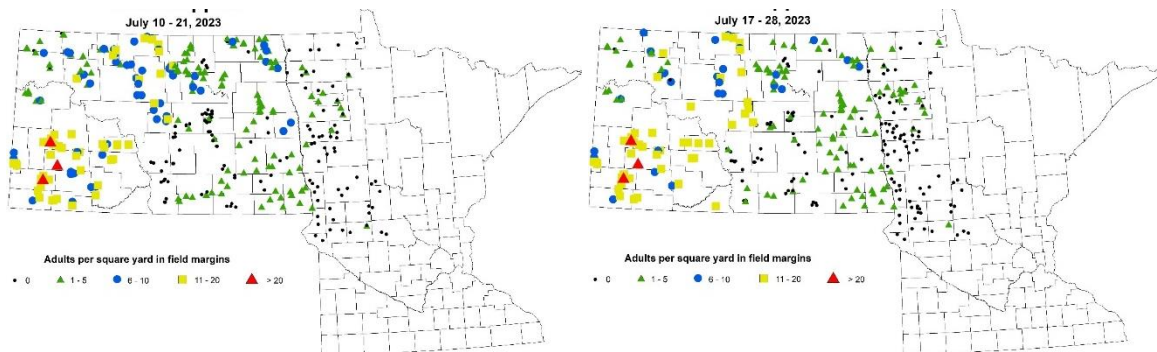 July 10 - 21, 2023
Adults per square yard in field margins
0 1 - 5 6 - 10 11 - 20 > 20
July 17 - 28, 2023
Adults per square yard in field margins
0 1 - 5 6 - 10 11 - 20 > 20